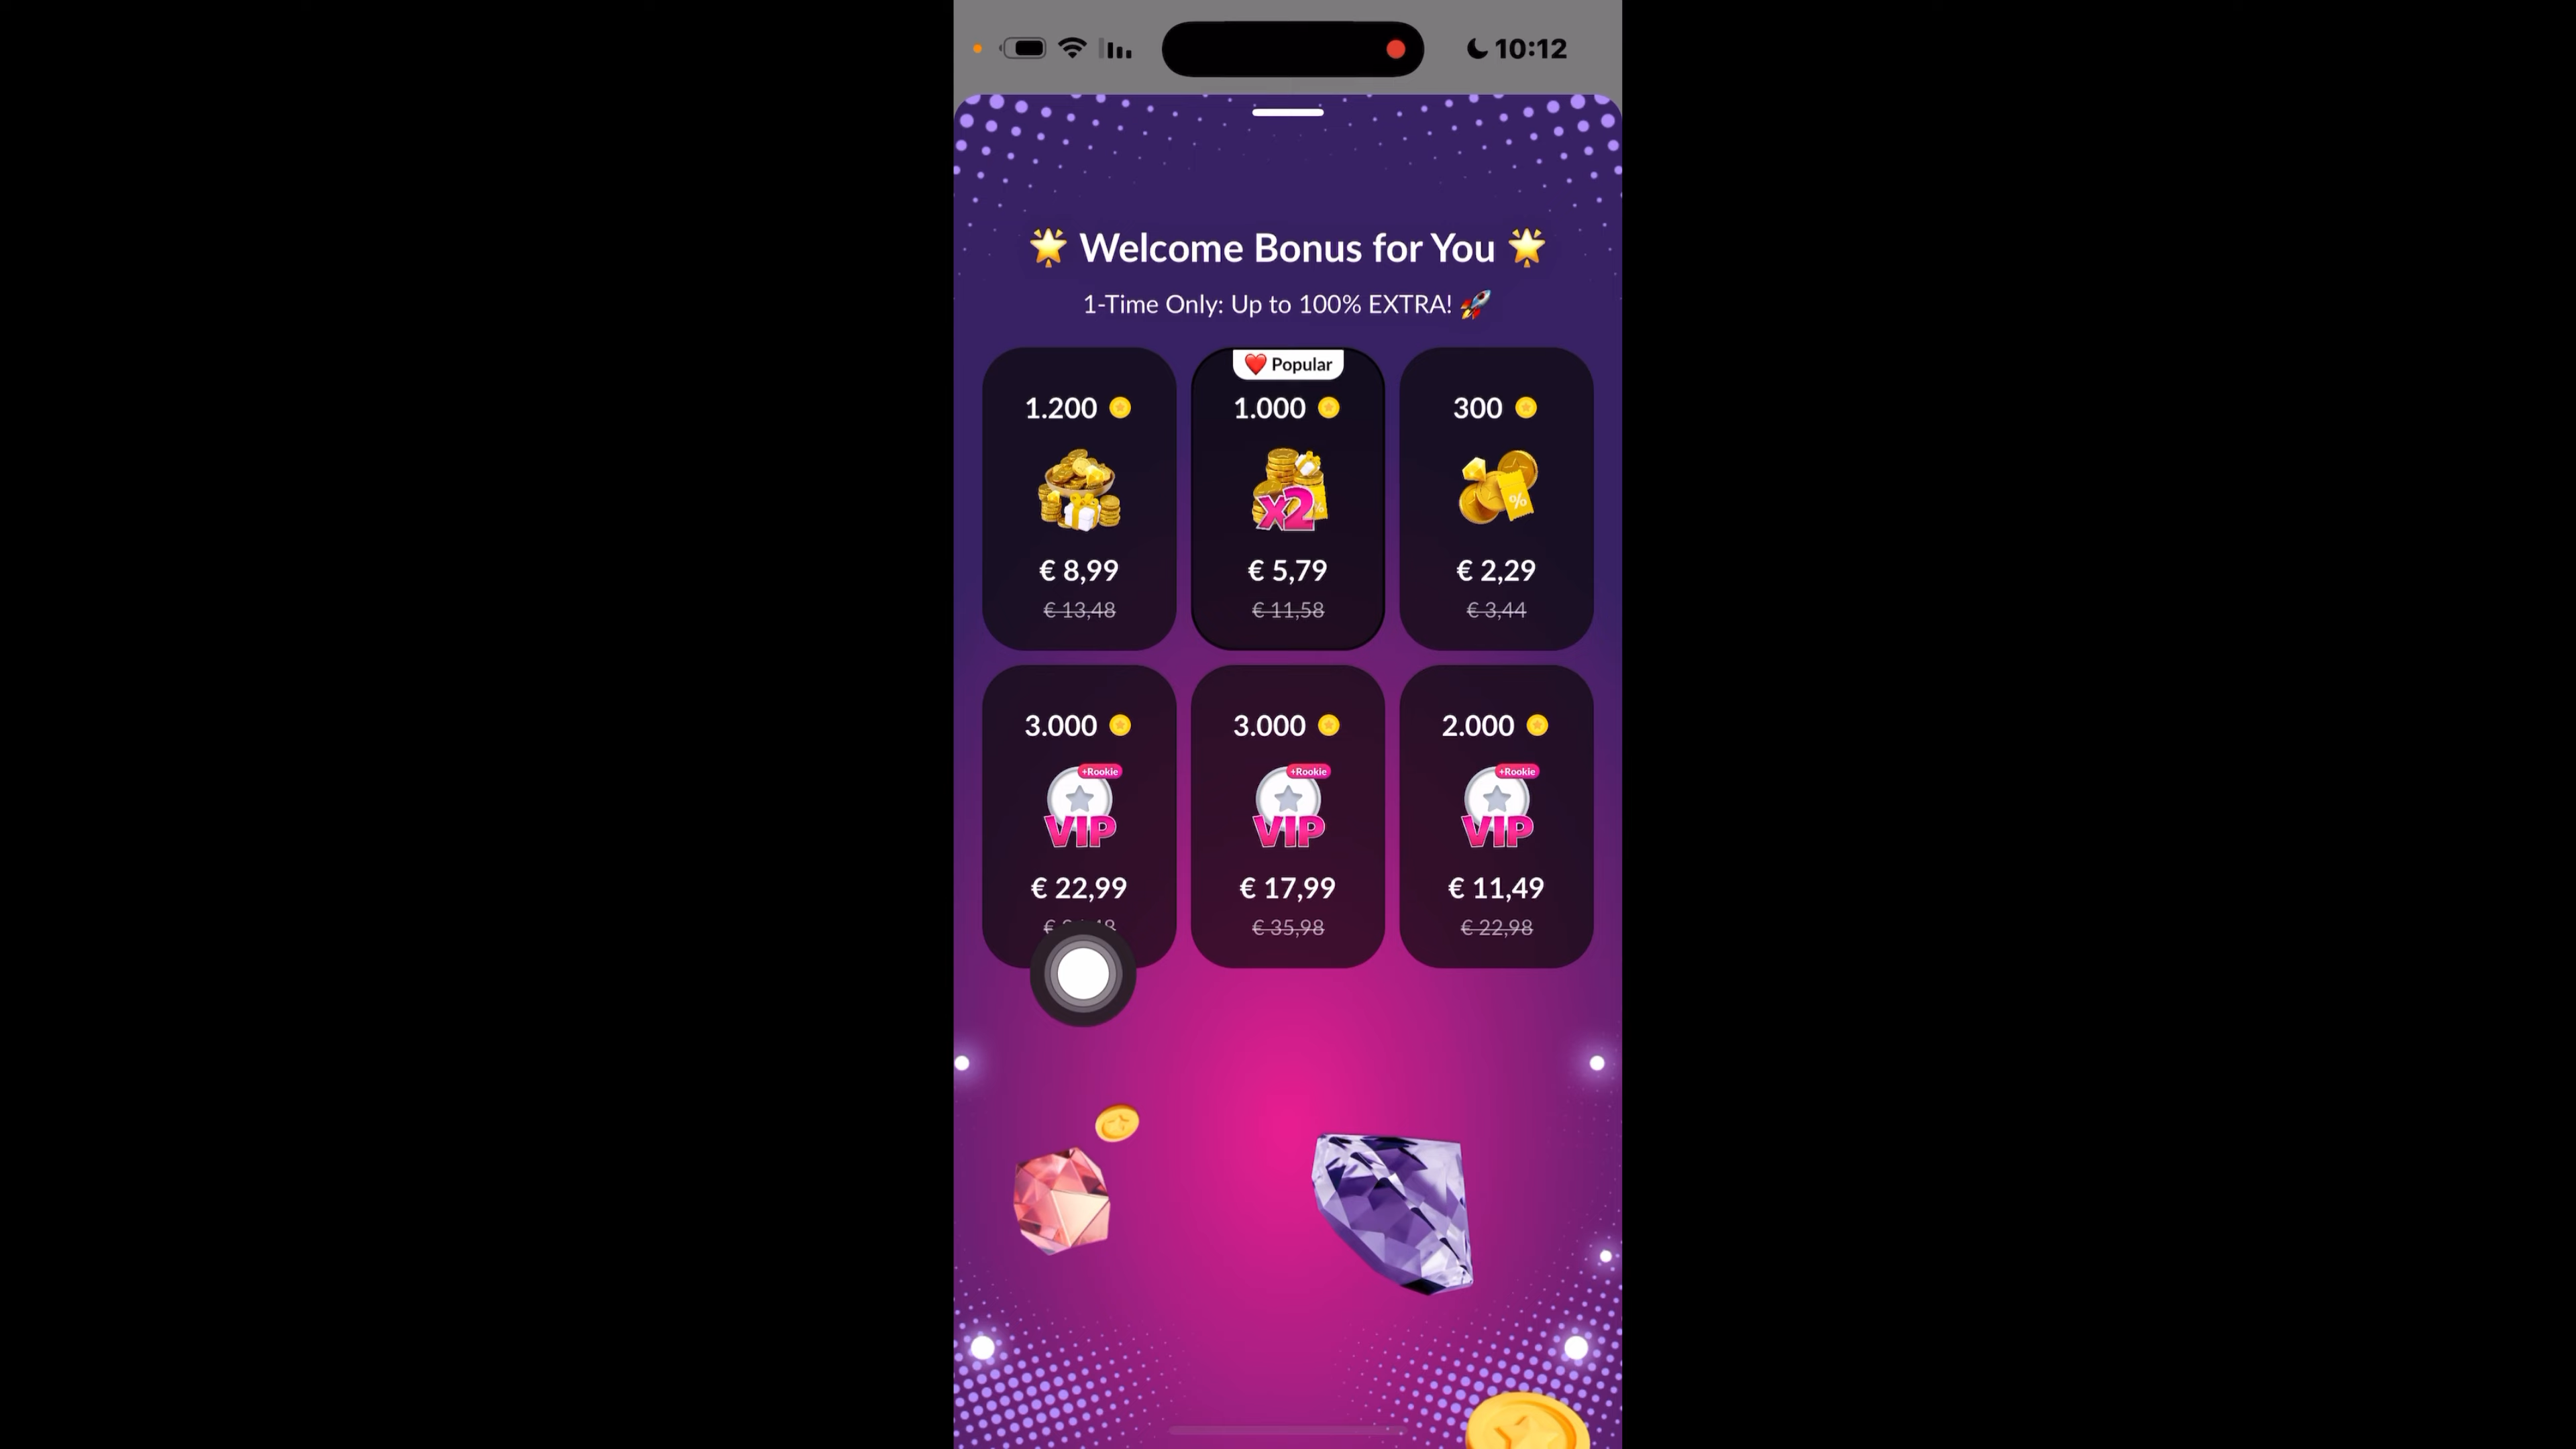 10:12
🌟 Welcome Bonus for You 🌟
1-Time Only: Up to 100% EXTRA! 🚀
1.200
€ 8,99
€ 13,48
❤️ Popular
1.000
x2
€ 5,79
€ 11,58
300
%
€ 2,29
€ 3,44
3.000
+Rookie
VIP
€ 22,99
3.000
+Rookie
VIP
€ 17,99
€ 35,98
2.000
+Rookie
VIP
€ 11,49
€ 22,98